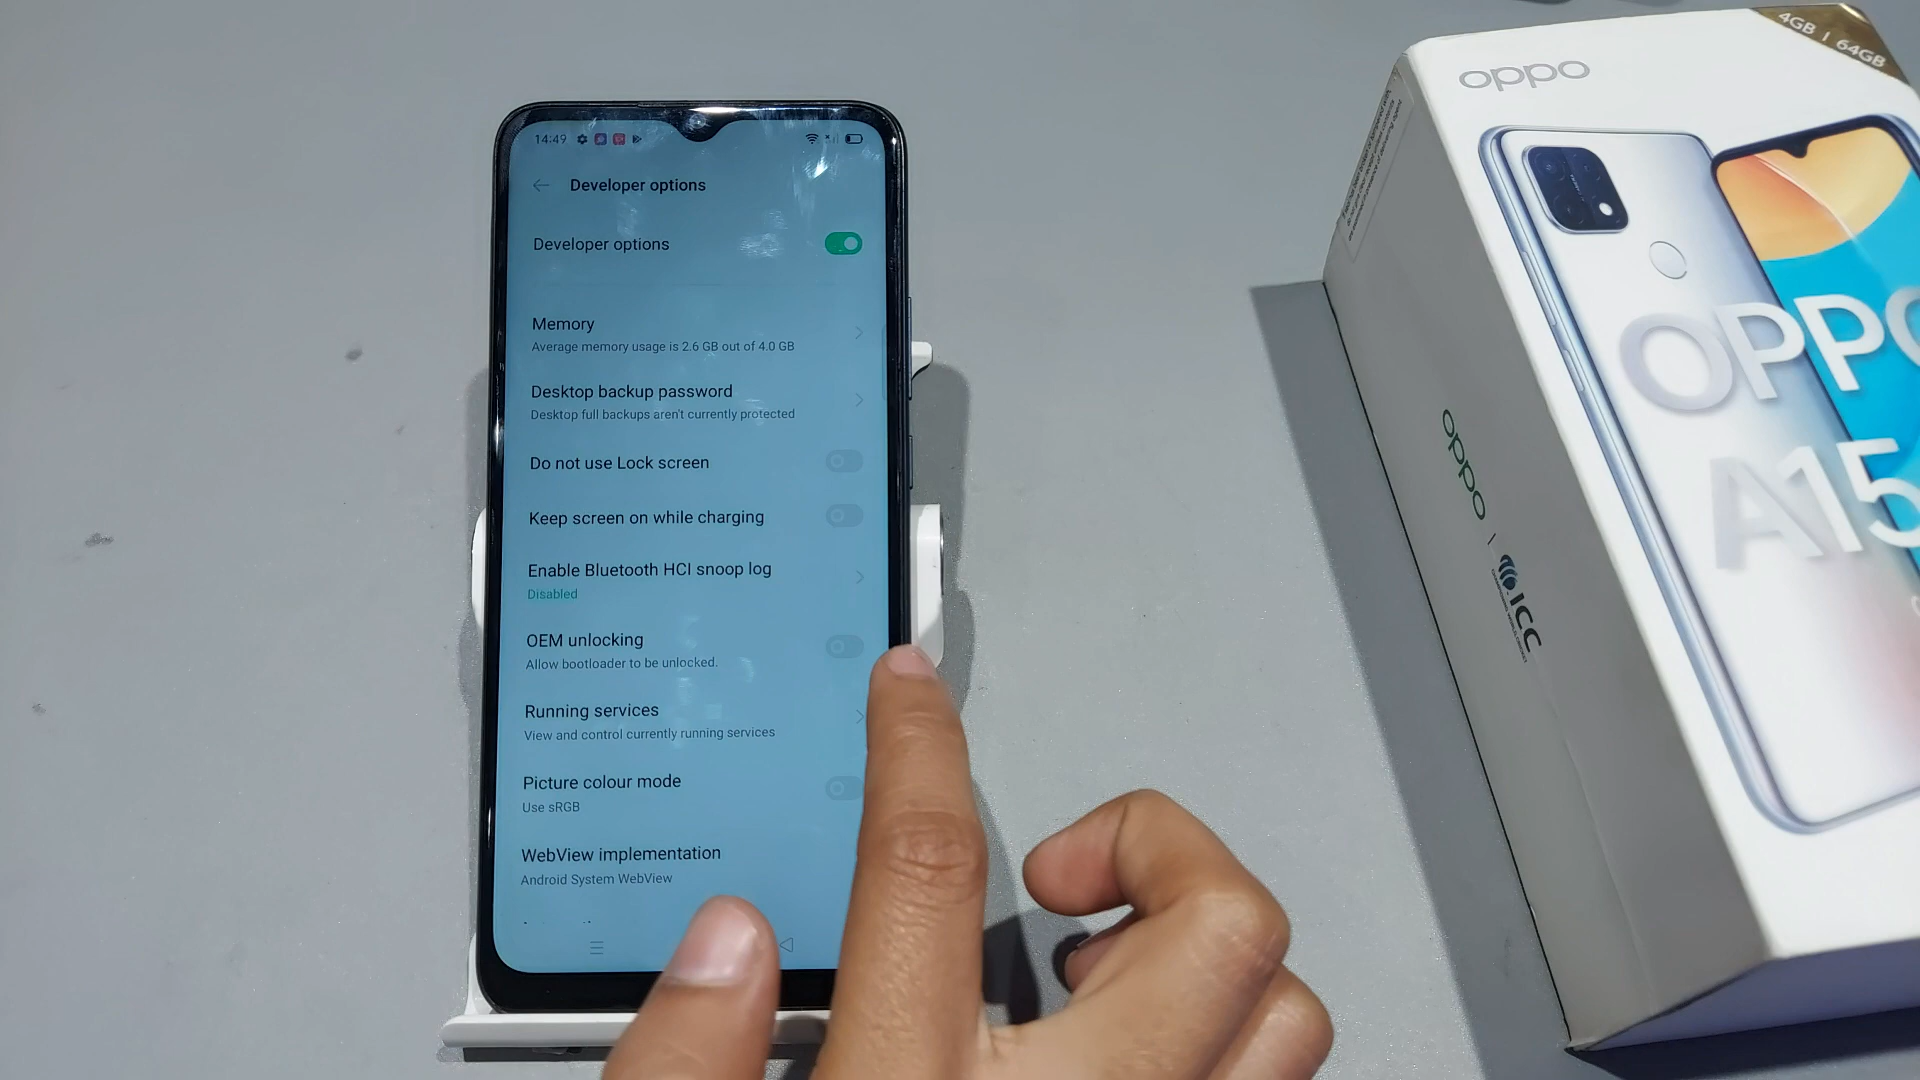 14:49
Developer options
Developer options
Memory
Average memory usage is 2.6 GB out of 4.0 GB
Desktop backup password
Desktop full backups aren't currently protected
Do not use Lock screen
Keep screen on while charging
Enable Bluetooth HCI snoop log
Disabled
OEM unlocking
Allow bootloader to be unlocked.
Running services
View and control currently running services
Picture colour mode
Use sRGB
WebView implementation
Android System WebView
4GB | 64GB
oppo
OPPO
A15
oppo | ICC